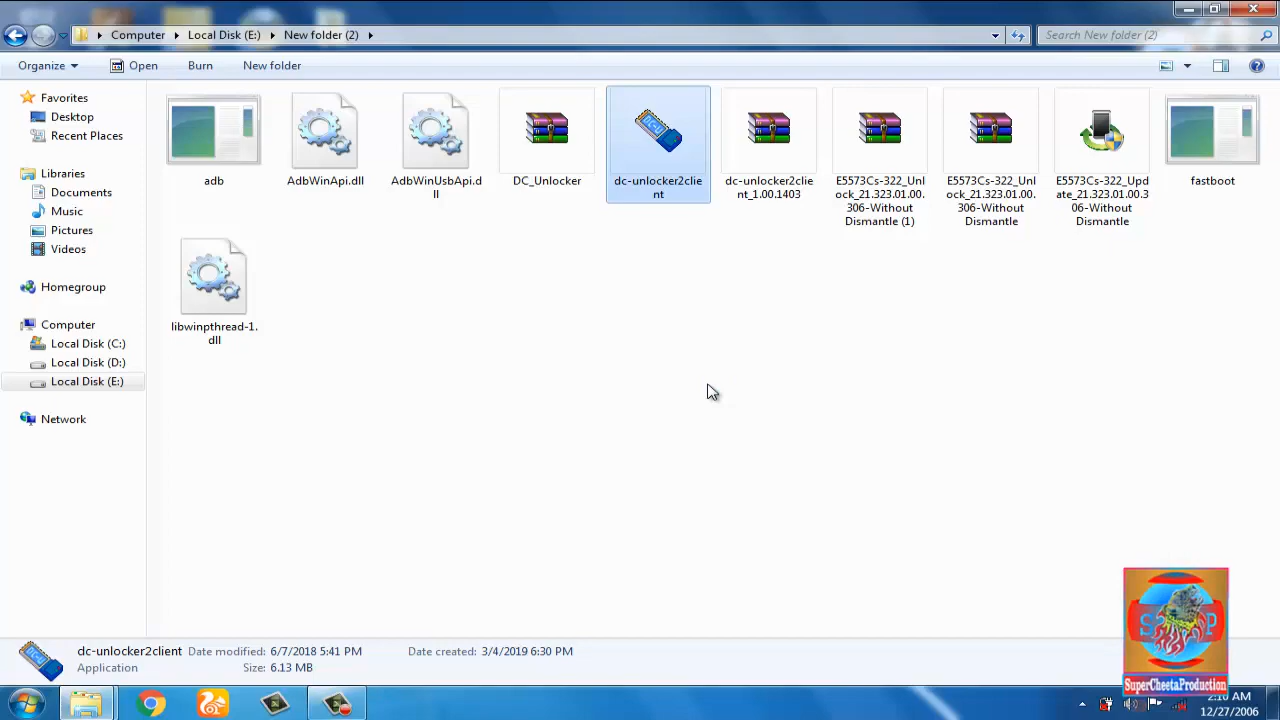 Computer Local Disk (E:) New folder (2)
Search New folder (2)
Organize Open Burn New folder
Favorites
Desktop
Recent Places
Libraries
Documents
Music
Pictures
Videos
Homegroup
Computer
Local Disk (C:)
Local Disk (D:)
Local Disk (E:)
Network
adb
AdbWinApi.dll
AdbWinUsbApi.d
ll
DC_Unlocker
dc-unlocker2clie
nt
dc-unlocker2clie
nt_1.00.1403
E5573Cs-322_Unl
ock_21.323.01.00.
306-Without
Dismantle (1)
E5573Cs-322_Unl
ock_21.323.01.00.
306-Without
Dismantle
E5573Cs-322_Upd
ate_21.323.01.00.3
06-Without
Dismantle
fastboot
libwinpthread-1.
dll
dc-unlocker2client Date modified: 6/7/2018 5:41 PM Date created: 3/4/2019 6:30 PM
Application Size: 6.13 MB
S P
SuperCheetaProduction
2:10 AM
12/27/2006